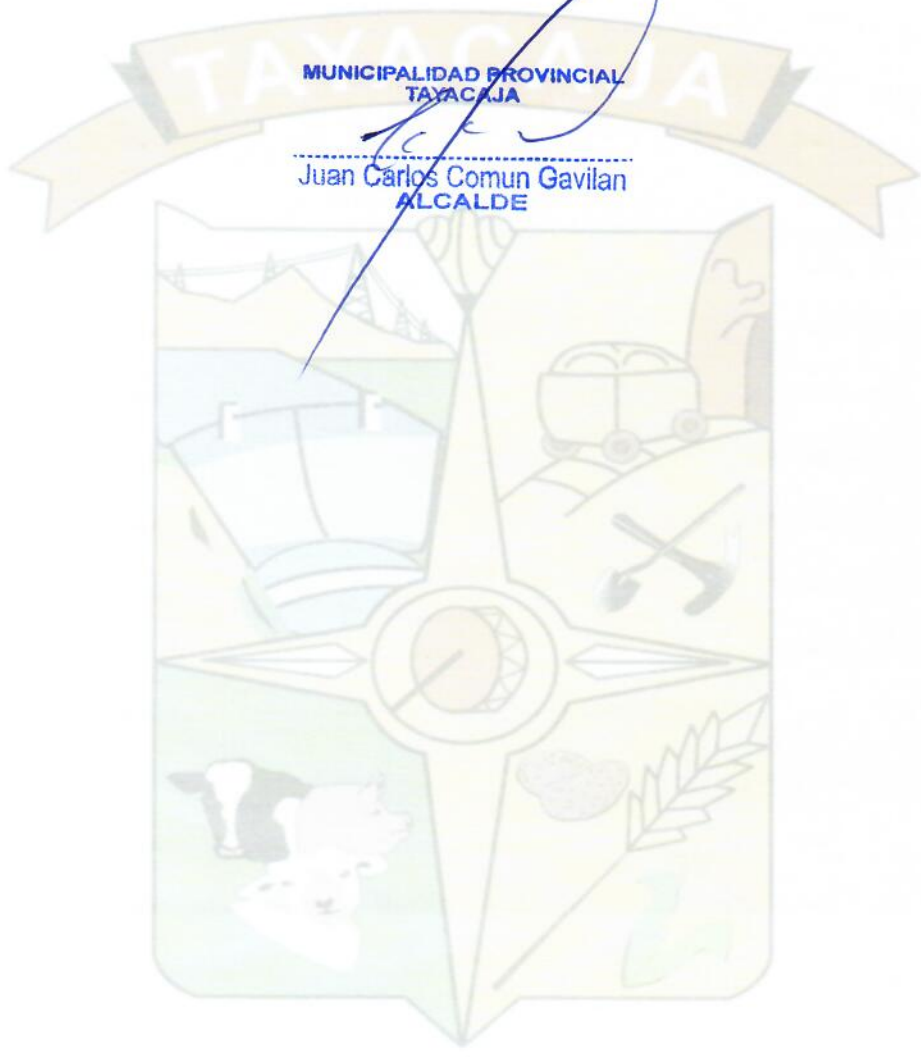 TAYACAJA
MUNICIPALIDAD PROVINCIAL
TAYACAJA
Juan Carlos Comun Gavilan
ALCALDE